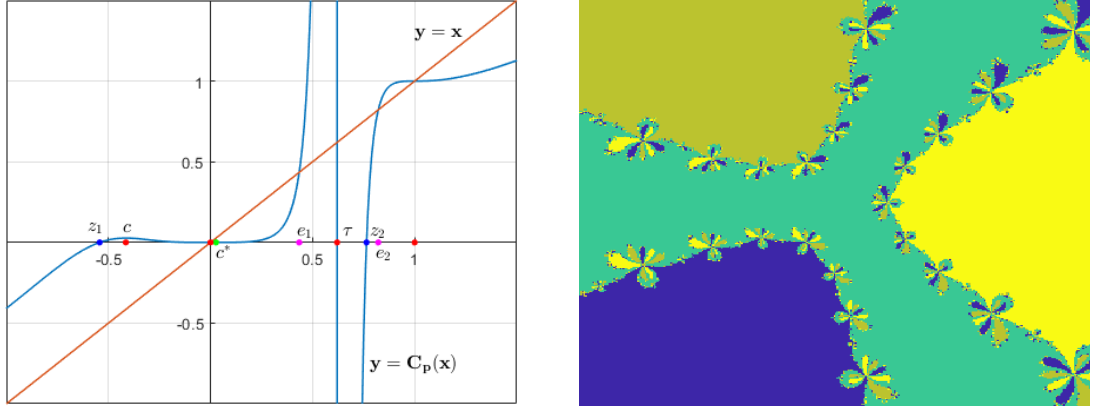 y = x
1
0.5
z₁ c e₁ τ z₂
-0.5 c* 0.5 e₂ 1
-0.5
y = Cₚ(x)